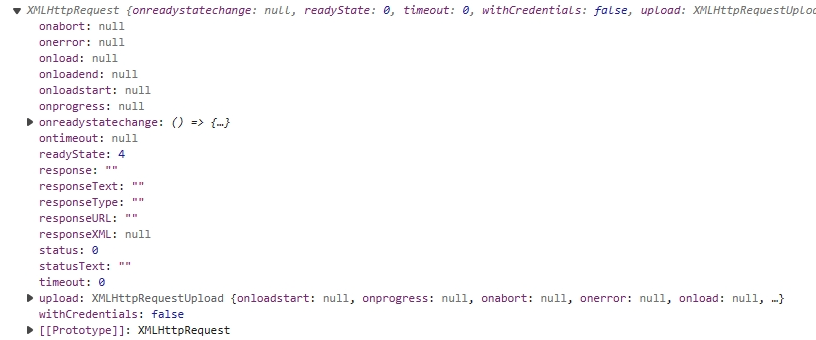 XMLHttpRequest {onreadystatechange: null, readyState: 0, timeout: 0, withCredentials: false, upload: XMLHttpRequestUploa
onabort: null
onerror: null
onload: null
onloadend: null
onloadstart: null
onprogress: null
onreadystatechange: () => {…}
ontimeout: null
readyState: 4
response: ""
responseText: ""
responseType: ""
responseURL: ""
responseXML: null
status: 0
statusText: ""
timeout: 0
upload: XMLHttpRequestUpload {onloadstart: null, onprogress: null, onabort: null, onerror: null, onload: null, …}
withCredentials: false
[[Prototype]]: XMLHttpRequest